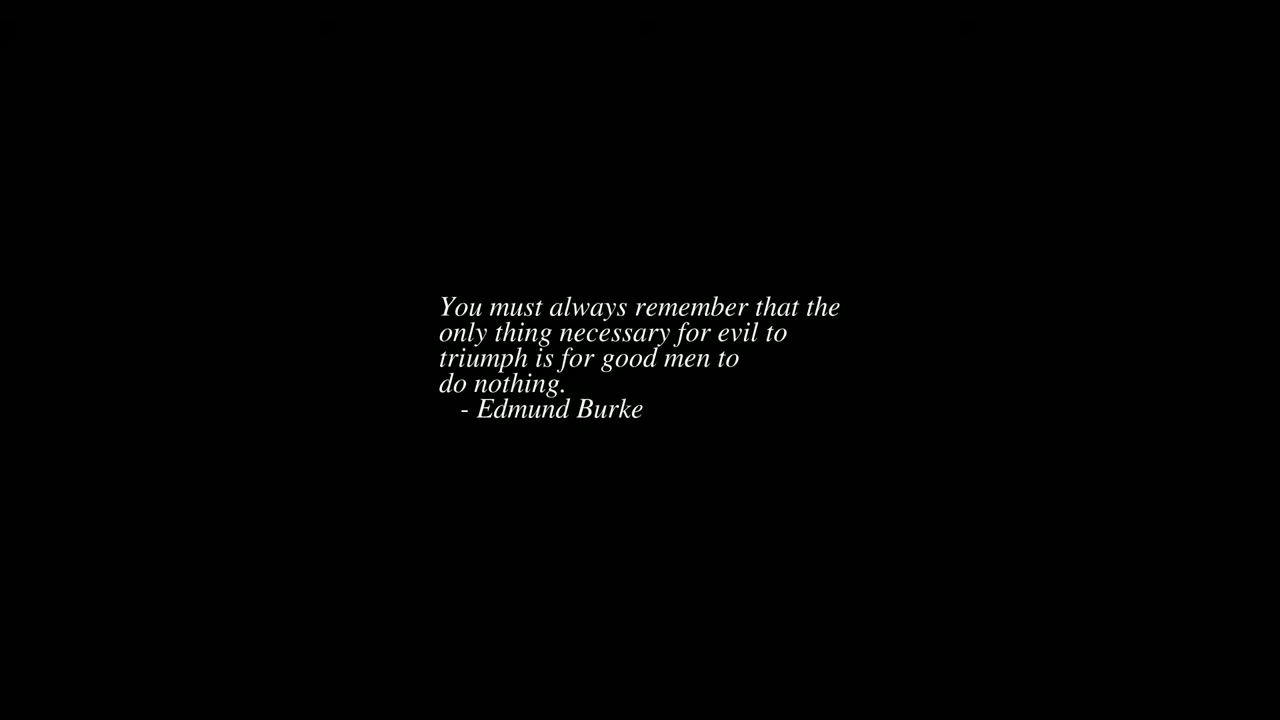 You must always remember that the
only thing necessary for evil to
triumph is for good men to
do nothing.
- Edmund Burke